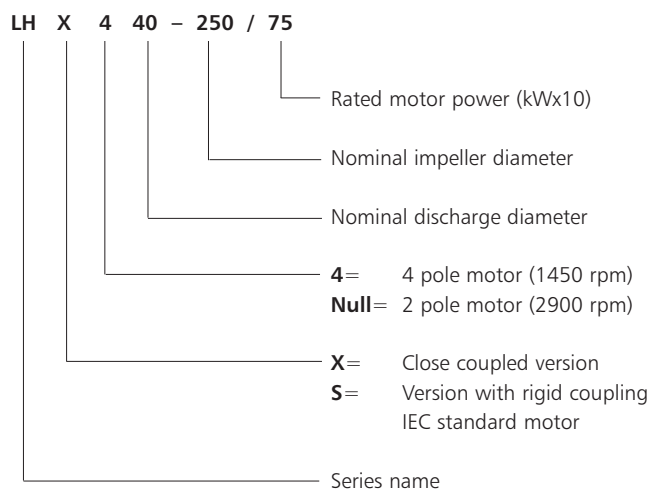 LH X 4 40 – 250 / 75
Rated motor power (kWx10)
Nominal impeller diameter
Nominal discharge diameter
4= 4 pole motor (1450 rpm)
Null= 2 pole motor (2900 rpm)
X= Close coupled version
S= Version with rigid coupling
IEC standard motor
Series name